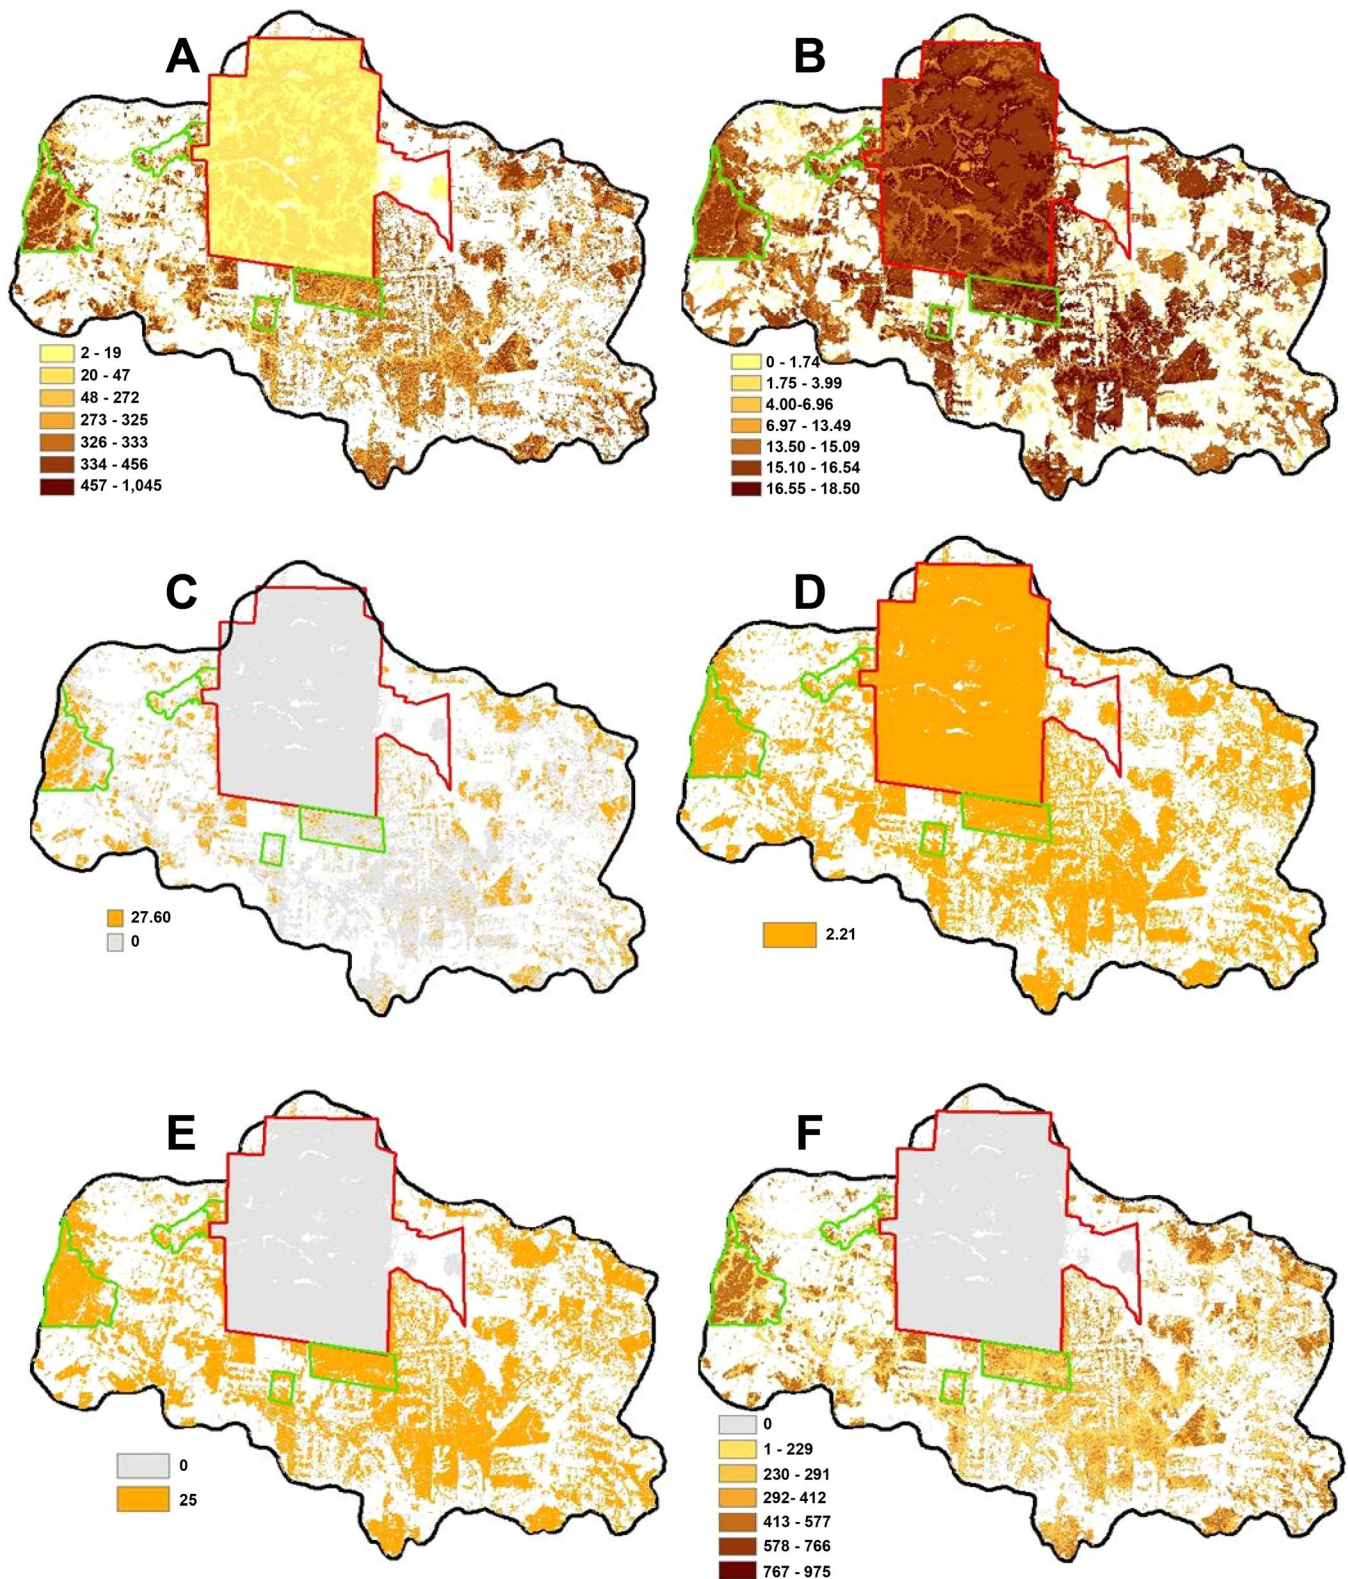 A
2 - 19
20 - 47
48 - 272
273 - 325
326 - 333
334 - 456
457 - 1,045
B
0 - 1.74
1.75 - 3.99
4.00-6.96
6.97 - 13.49
13.50 - 15.09
15.10 - 16.54
16.55 - 18.50
C
27.60
0
D
2.21
E
0
25
F
0
1 - 229
230 - 291
292- 412
413 - 577
578 - 766
767 - 975